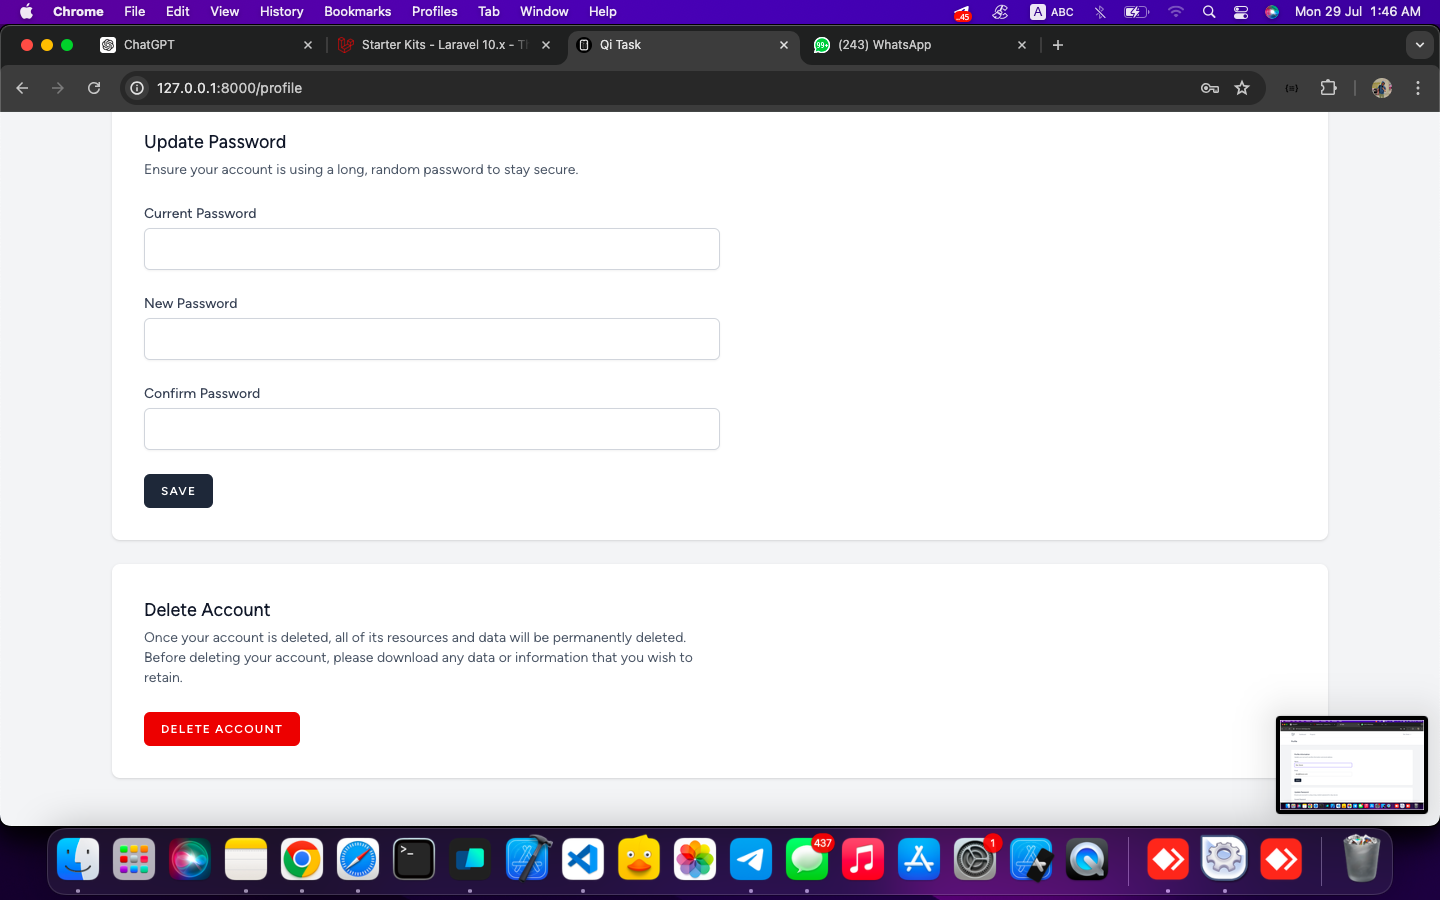 Chrome File Edit View History Bookmarks Profiles Tab Window Help .45 A ABC Mon 29 Jul 1:46 AM
ChatGPT Starter Kits - Laravel 10.x - Qi Task 99+ (243) WhatsApp
127.0.0.1:8000/profile
Update Password
Ensure your account is using a long, random password to stay secure.
Current Password
New Password
Confirm Password
SAVE
Delete Account
Once your account is deleted, all of its resources and data will be permanently deleted.
Before deleting your account, please download any data or information that you wish to
retain.
DELETE ACCOUNT
437
1